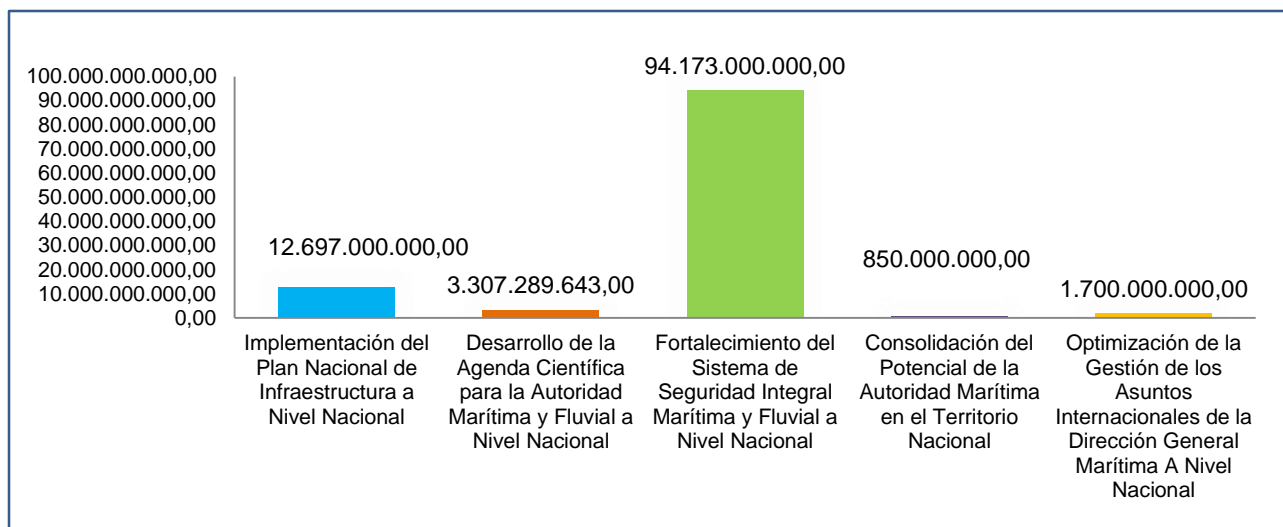 94.173.000.000,00
100.000.000.000,00
90.000.000.000,00
80.000.000.000,00
70.000.000.000,00
60.000.000.000,00
50.000.000.000,00
40.000.000.000,00
30.000.000.000,00
20.000.000.000,00
10.000.000.000,00
0,00
12.697.000.000,00
3.307.289.643,00
850.000.000,00
1.700.000.000,00
Implementación del
Plan Nacional de
Infraestructura a
Nivel Nacional
Desarrollo de la
Agenda Científica
para la Autoridad
Marítima y Fluvial a
Nivel Nacional
Fortalecimiento del
Sistema de
Seguridad Integral
Marítima y Fluvial a
Nivel Nacional
Consolidación del
Potencial de la
Autoridad Marítima
en el Territorio
Nacional
Optimización de la
Gestión de los
Asuntos
Internacionales de la
Dirección General
Marítima A Nivel
Nacional